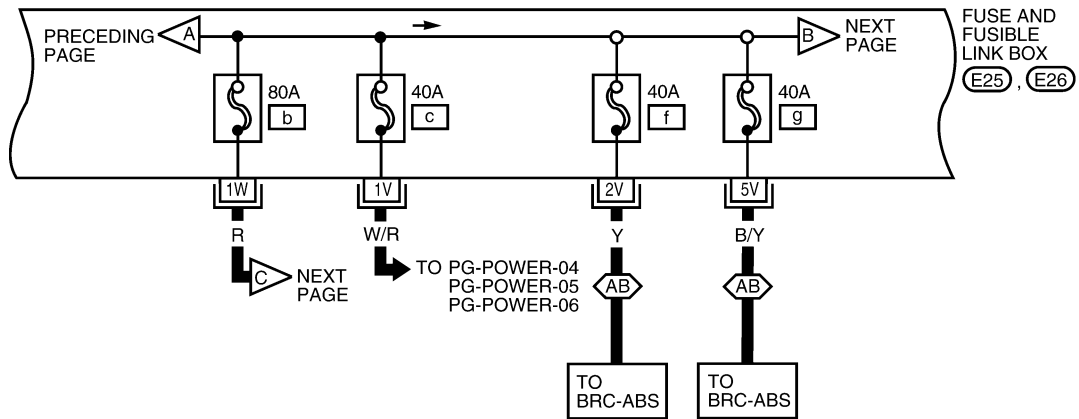 PRECEDING
PAGE
A
B
NEXT
PAGE
FUSE AND
FUSIBLE
LINK BOX
E25 , E26
80A
b
40A
c
40A
f
40A
g
1W
1V
2V
5V
R
W/R
Y
B/Y
C
NEXT
PAGE
TO PG-POWER-04
PG-POWER-05
PG-POWER-06
AB
AB
TO
BRC-ABS
TO
BRC-ABS